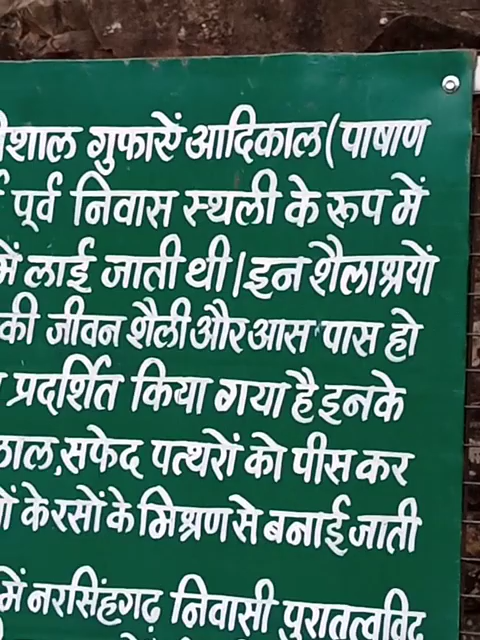 गुफाऐं आदिकाल(पाषाण
पूर्व निवास स्थली के रूप में
लाई जाती थी।इन शैलाश्रयों
की जीवन शैली और आस पास हो
प्रदर्शित किया गया है इनके
सफेद पत्थरों को पीस कर
के रसों के मिश्रण से बनाई जाती
में नरसिंहगढ़ निवासी पुरातत्वविद